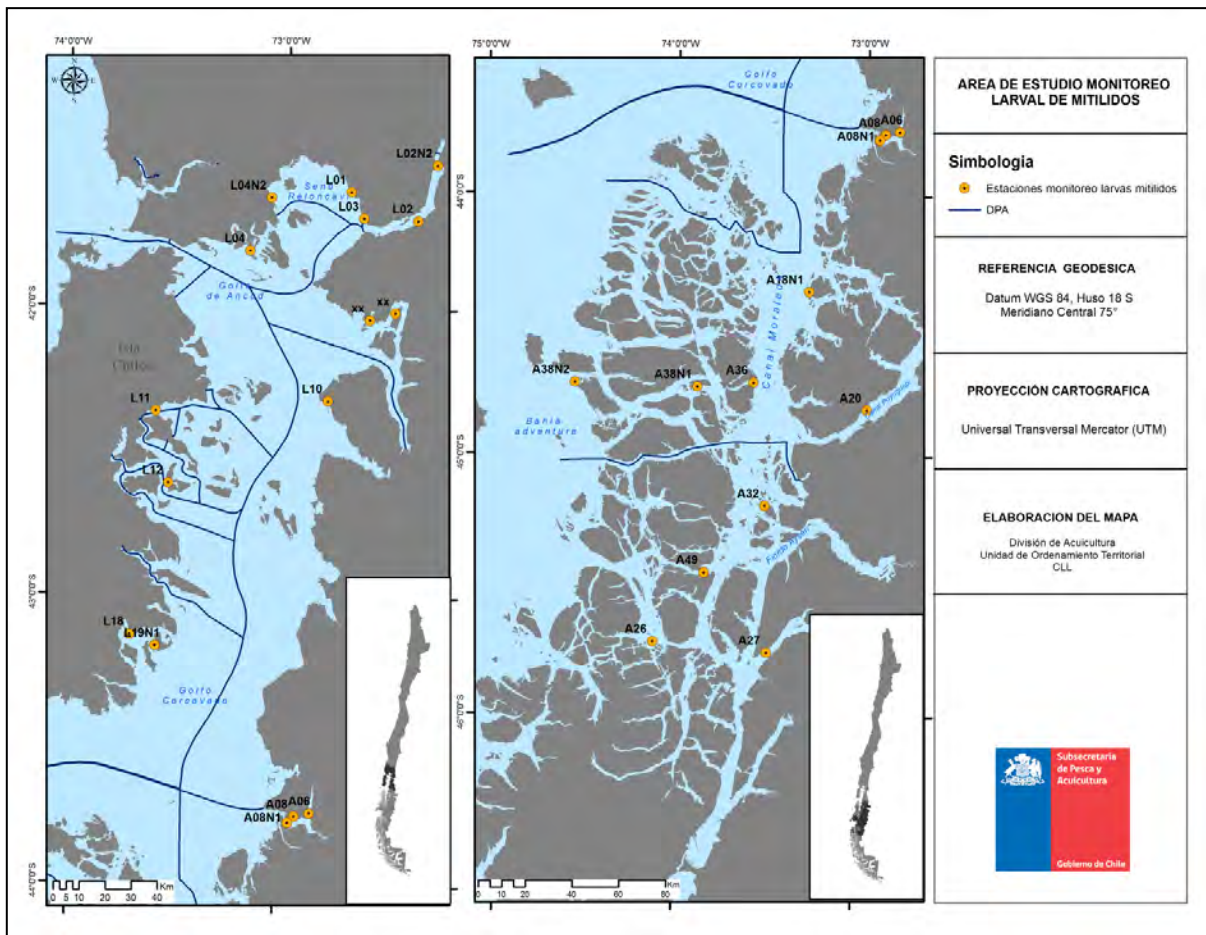 74°0'0"W
73°0'0"W
N
W
E
S
L02N2
L01
L04N2
Seno
Reloncaví
L03
L02
L04
Golfo
de Ancud
42°0'0"S
xx
xx
Isla
L10
L11
L12
43°0'0"S
L18
L19N1
Golfo
Corcovado
A08
A06
A08N1
44°0'0"S
Km
0 5 10 20 30 40
75°0'0"W
74°0'0"W
73°0'0"W
Golfo
Corcovado
A08
A06
A08N1
44°0'0"S
A18N1
Canal Moraleda
A38N2
A38N1
A36
A20
Bahía
adventure
45°0'0"S
A32
A49
A26
A27
46°0'0"S
Km
0 5 10 20 40 60 80
AREA DE ESTUDIO MONITOREO
LARVAL DE MITILIDOS
Simbologia
Estaciones monitoreo larvas mitilidos
DPA
REFERENCIA GEODESICA
Datum WGS 84, Huso 18 S
Meridiano Central 75°
PROYECCIÓN CARTOGRAFICA
Universal Transversal Mercator (UTM)
ELABORACION DEL MAPA
División de Acuicultura
Unidad de Ordenamiento Territorial
CLL
Subsecretaría
de Pesca y
Acuicultura
Gobierno de Chile